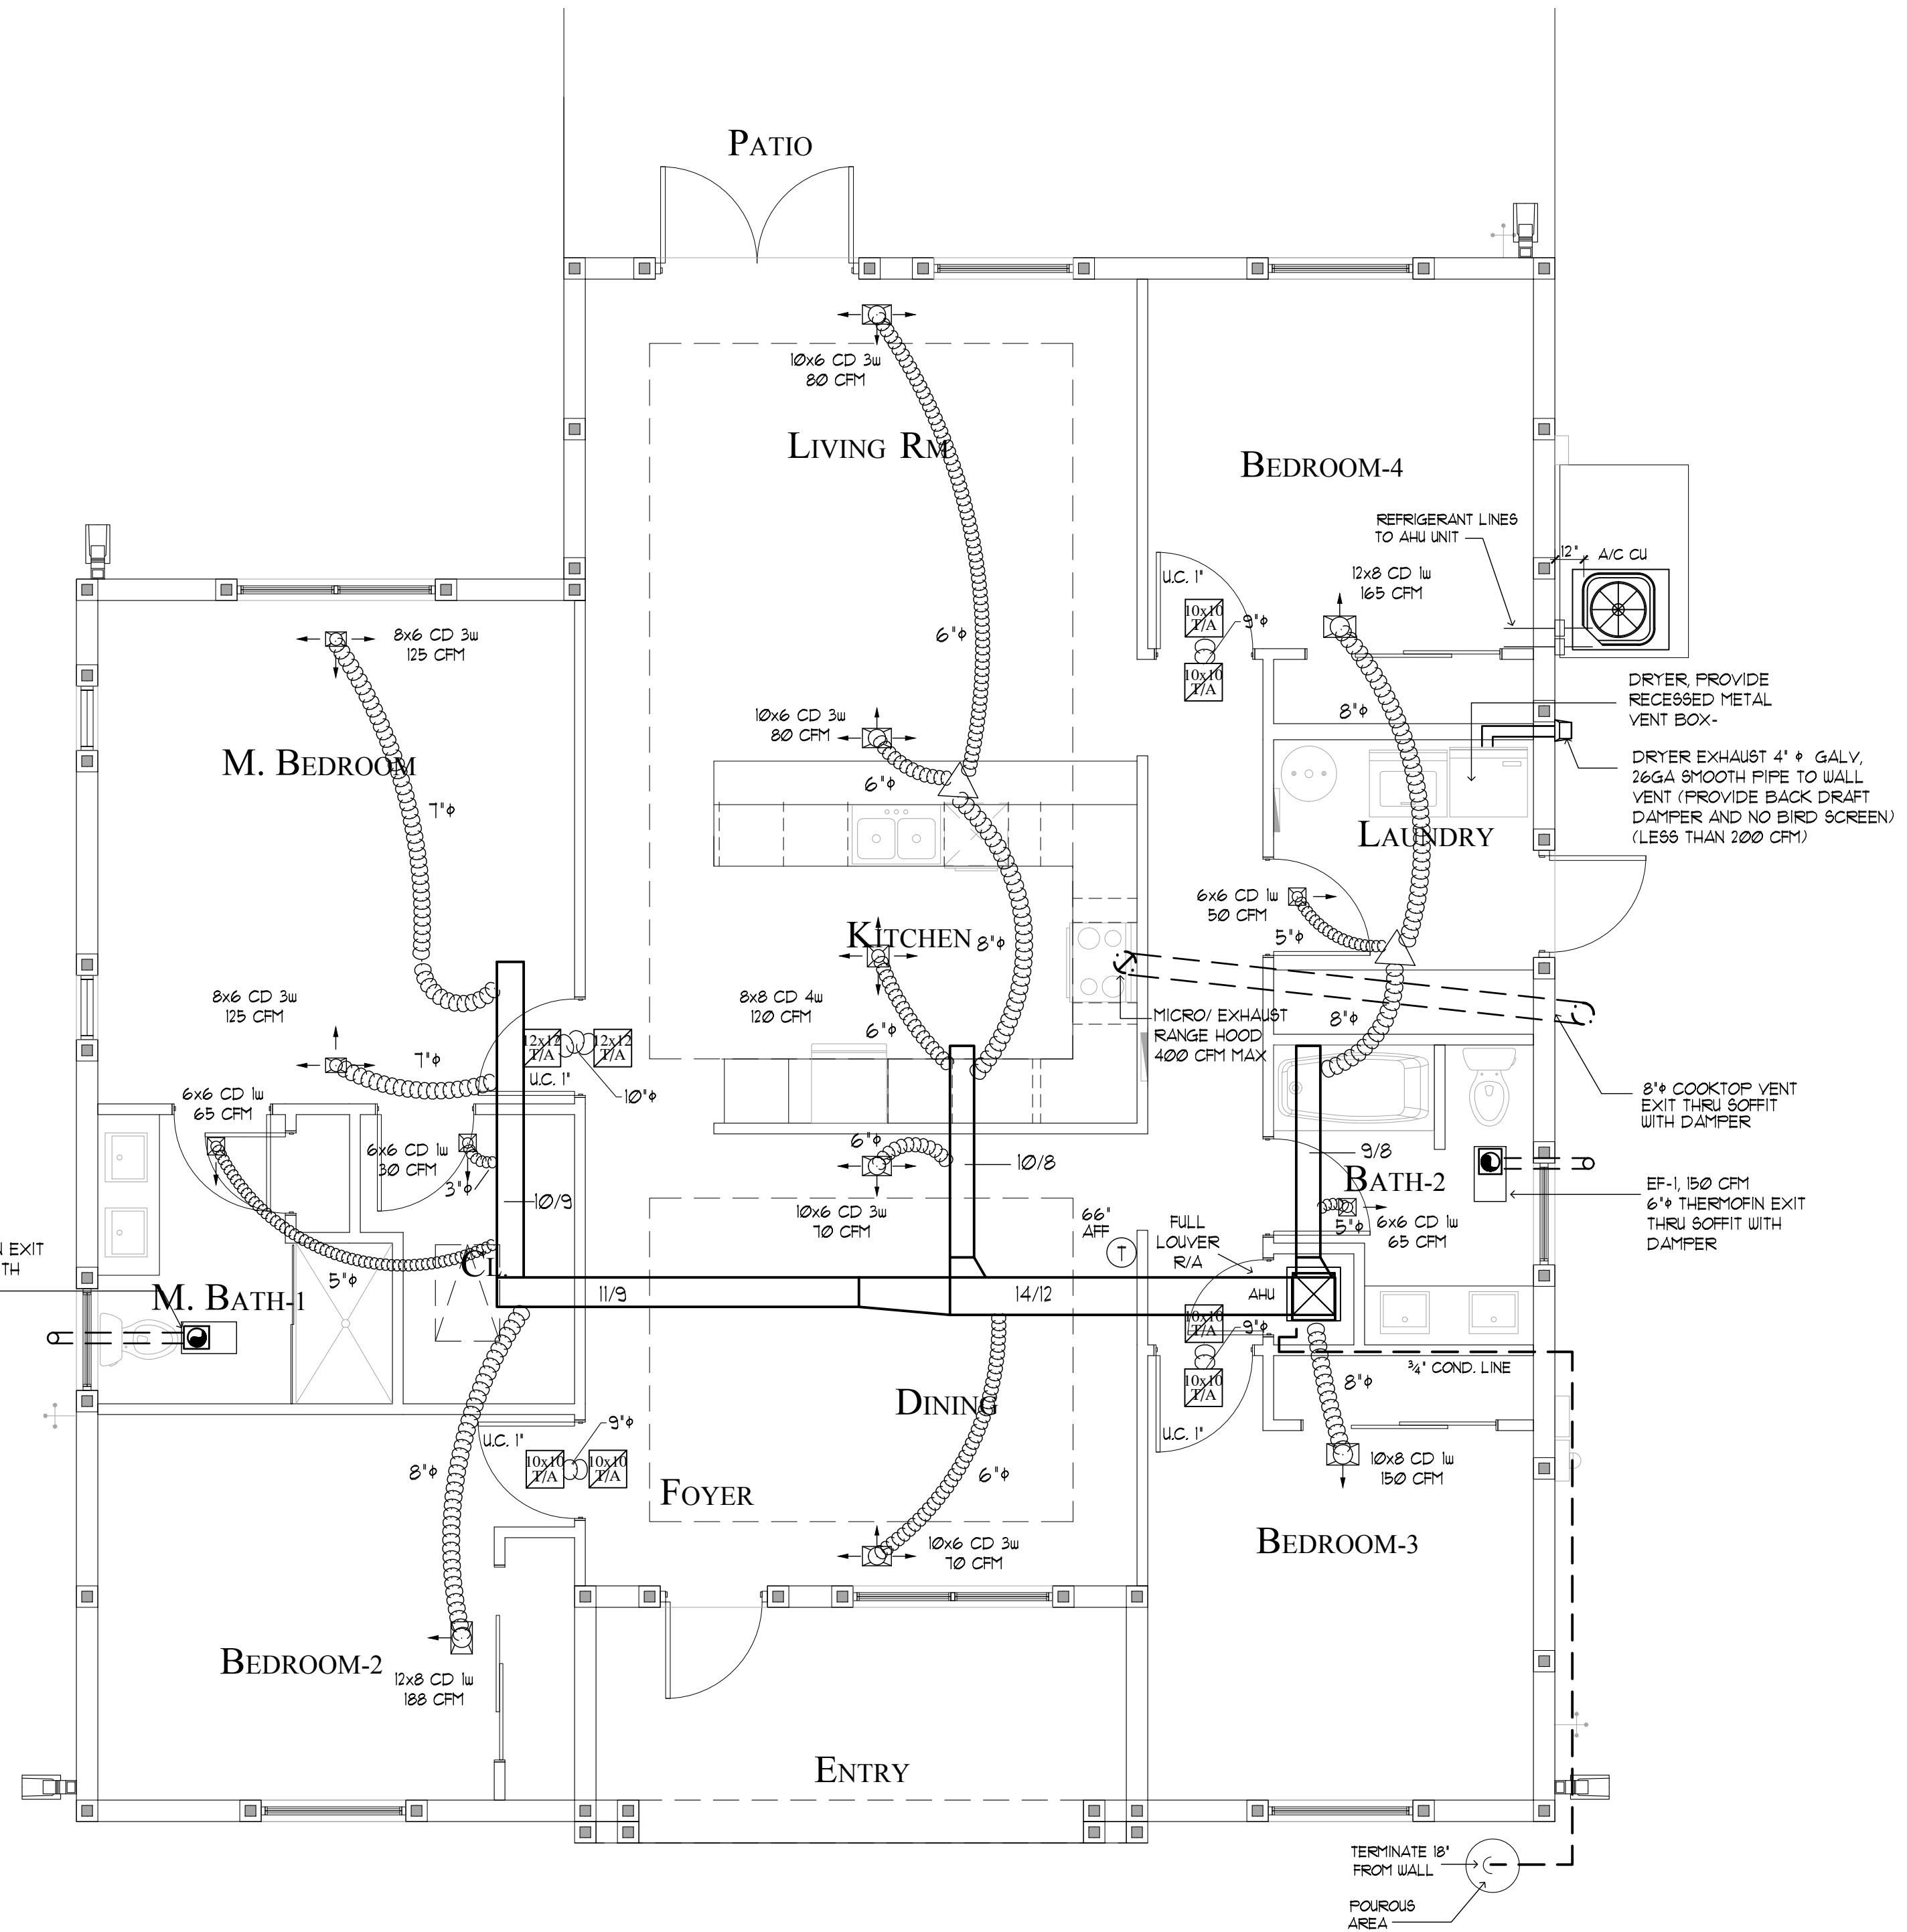 PATIO
10x6 CD 3w
80 CFM
LIVING RM
BEDROOM-4
REFRIGERANT LINES
TO AHU UNIT
12"
A/C CU
12x8 CD 1w
165 CFM
U.C. 1"
10x10
T/A
9"φ
10x10
T/A
6"φ
8x6 CD 3w
125 CFM
DRYER, PROVIDE
RECESSED METAL
VENT BOX-
8"φ
10x6 CD 3w
80 CFM
M. BEDROOM
6"φ
DRYER EXHAUST 4" φ GALV,
26GA SMOOTH PIPE TO WALL
VENT (PROVIDE BACK DRAFT
DAMPER AND NO BIRD SCREEN)
(LESS THAN 200 CFM)
7"φ
LAUNDRY
6x6 CD 1w
50 CFM
5"φ
KITCHEN
8"φ
8x6 CD 3w
125 CFM
8x8 CD 4w
120 CFM
6"φ
MICRO/ EXHAUST
RANGE HOOD
400 CFM MAX
8"φ
12x12
T/A
12x12
T/A
U.C. 1"
10"φ
7"φ
8"φ COOKTOP VENT
EXIT THRU SOFFIT
WITH DAMPER
6x6 CD 1w
65 CFM
6x6 CD 1w
30 CFM
3"φ
6"φ
10/8
9/8
BATH-2
EF-1, 150 CFM
6"φ THERMOFIN EXIT
THRU SOFFIT WITH
DAMPER
10/9
10x6 CD 3w
70 CFM
66"
AFF
T
FULL
LOUVER
R/A
5"φ
6x6 CD 1w
65 CFM
EXIT
TH
CL.
5"φ
M. BATH-1
11/9
14/12
AHU
10x10
T/A
9"φ
10x10
T/A
3/4" COND. LINE
8"φ
DINING
U.C. 1"
9"φ
U.C. 1"
10x10
T/A
10x10
T/A
8"φ
6"φ
10x8 CD 1w
150 CFM
FOYER
10x6 CD 3w
70 CFM
BEDROOM-3
BEDROOM-2
12x8 CD 1w
188 CFM
ENTRY
TERMINATE 18"
FROM WALL
POUROUS
AREA